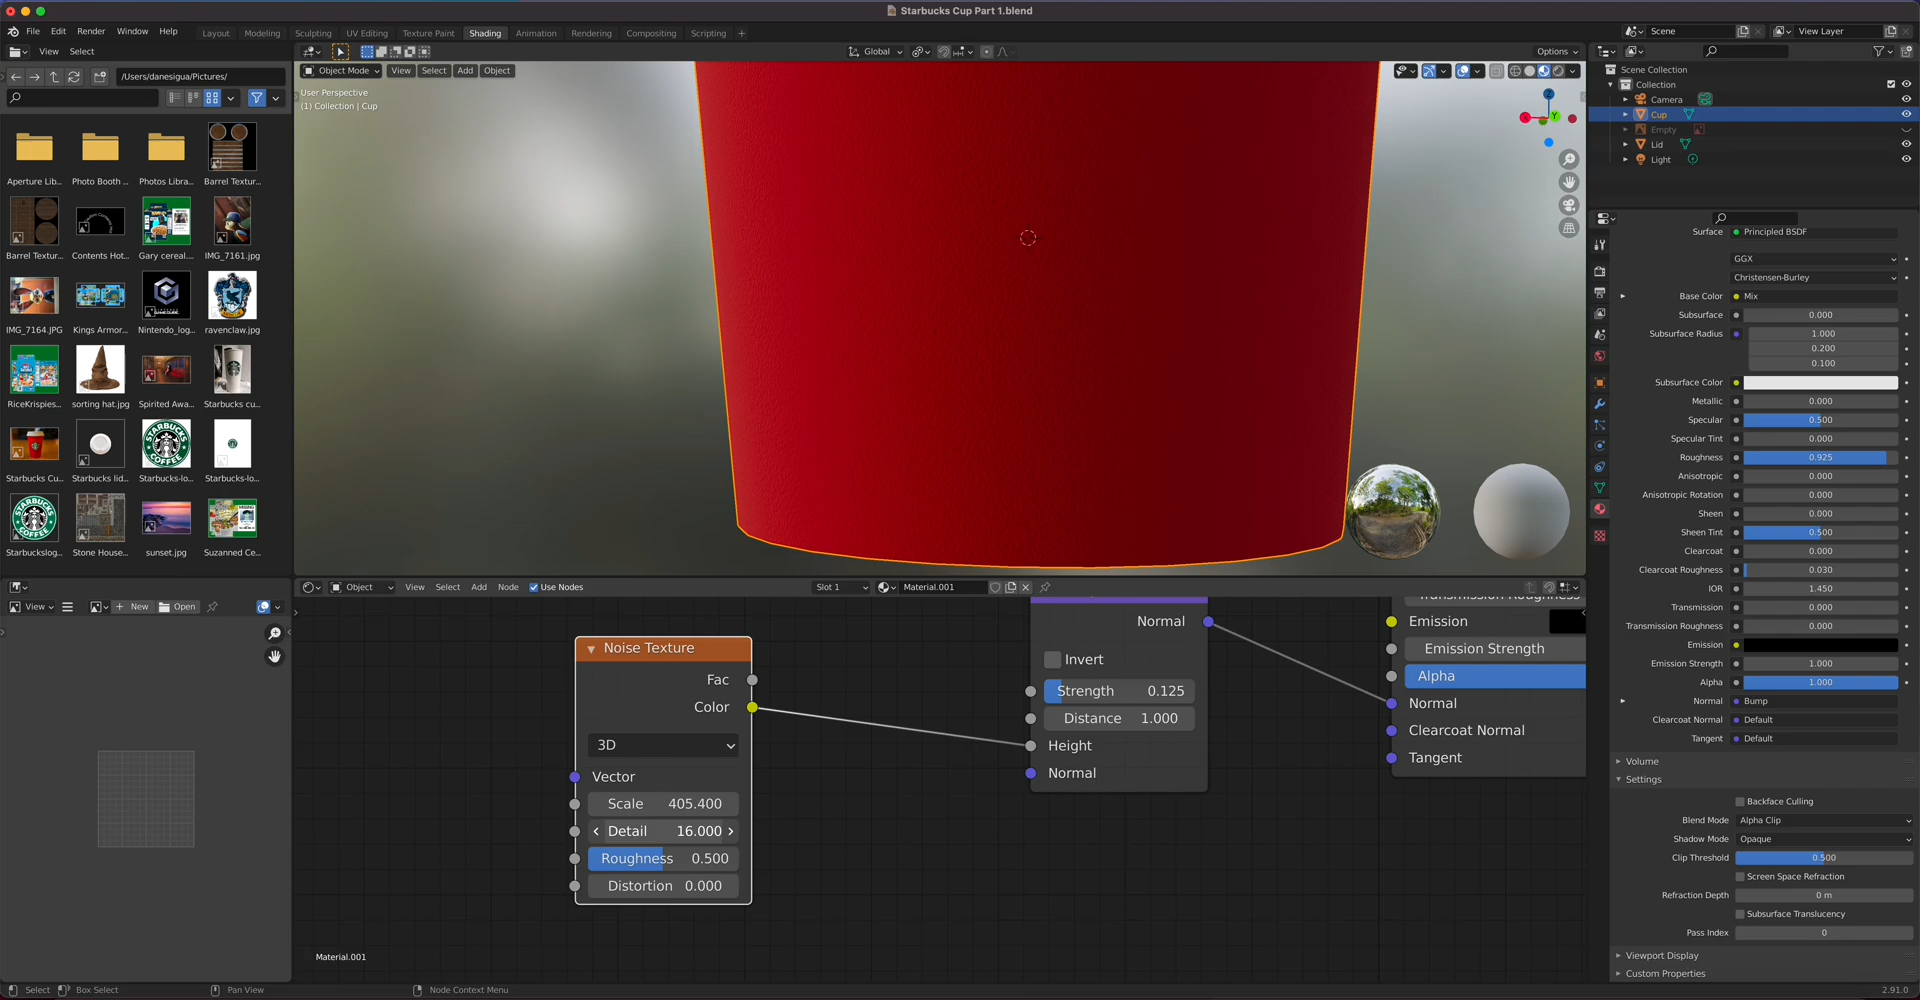 Starbucks Cup Part 1.blend
File Edit Render Window Help
Layout Modeling Sculpting UV Editing Texture Paint Shading Animation Rendering Compositing Scripting +
Scene View Layer
View Select
Global
Options
/Users/danesigua/Pictures/
Object Mode View Select Add Object
User Perspective
(1) Collection | Cup
Z
X
Y
Scene Collection
Collection
Camera
Cup
Empty
Lid
Light
Aperture Lib... Photo Booth ... Photos Libra... Barrel Textur...
Barrel Textur... Contents Hot... Gary cereal.... IMG_7161.jpg
IMG_7164.JPG Kings Armor... Nintendo_log... ravenclaw.jpg
RiceKrispies... sorting hat.jpg Spirited Awa... Starbucks cu...
Starbucks Cu... Starbucks lid... Starbucks-lo... Starbucks-lo...
Starbuckslog... Stone House... sunset.jpg Suzanned Ce...
STARBUCKS
COFFEE
Surface Principled BSDF
GGX
Christensen-Burley
Base Color Mix
Subsurface 0.000
Subsurface Radius 1.000
0.200
0.100
Subsurface Color
Metallic 0.000
Specular 0.500
Specular Tint 0.000
Roughness 0.925
Anisotropic 0.000
Anisotropic Rotation 0.000
Sheen 0.000
Sheen Tint 0.500
Clearcoat 0.000
Clearcoat Roughness 0.030
IOR 1.450
Transmission 0.000
Transmission Roughness 0.000
Emission
Emission Strength 1.000
Alpha 1.000
Normal Bump
Clearcoat Normal Default
Tangent Default
Volume
Settings
Backface Culling
Blend Mode Alpha Clip
Shadow Mode Opaque
Clip Threshold 0.500
Screen Space Refraction
Refraction Depth 0 m
Subsurface Translucency
Pass Index 0
Viewport Display
Custom Properties
View + New Open
Object View Select Add Node Use Nodes Slot 1 Material.001
Noise Texture
Fac
Color
3D
Vector
Scale 405.400
Detail 16.000
Roughness 0.500
Distortion 0.000
Normal
Invert
Strength 0.125
Distance 1.000
Height
Normal
Transmission Roughness
Emission
Emission Strength
Alpha
Normal
Clearcoat Normal
Tangent
Material.001
Select Box Select Pan View Node Context Menu 2.91.0